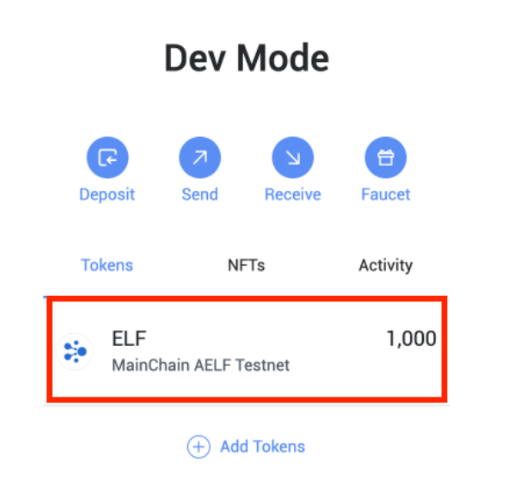 Dev Mode
Deposit Send Receive Faucet
Tokens NFTs Activity
ELF 1,000
MainChain AELF Testnet
Add Tokens